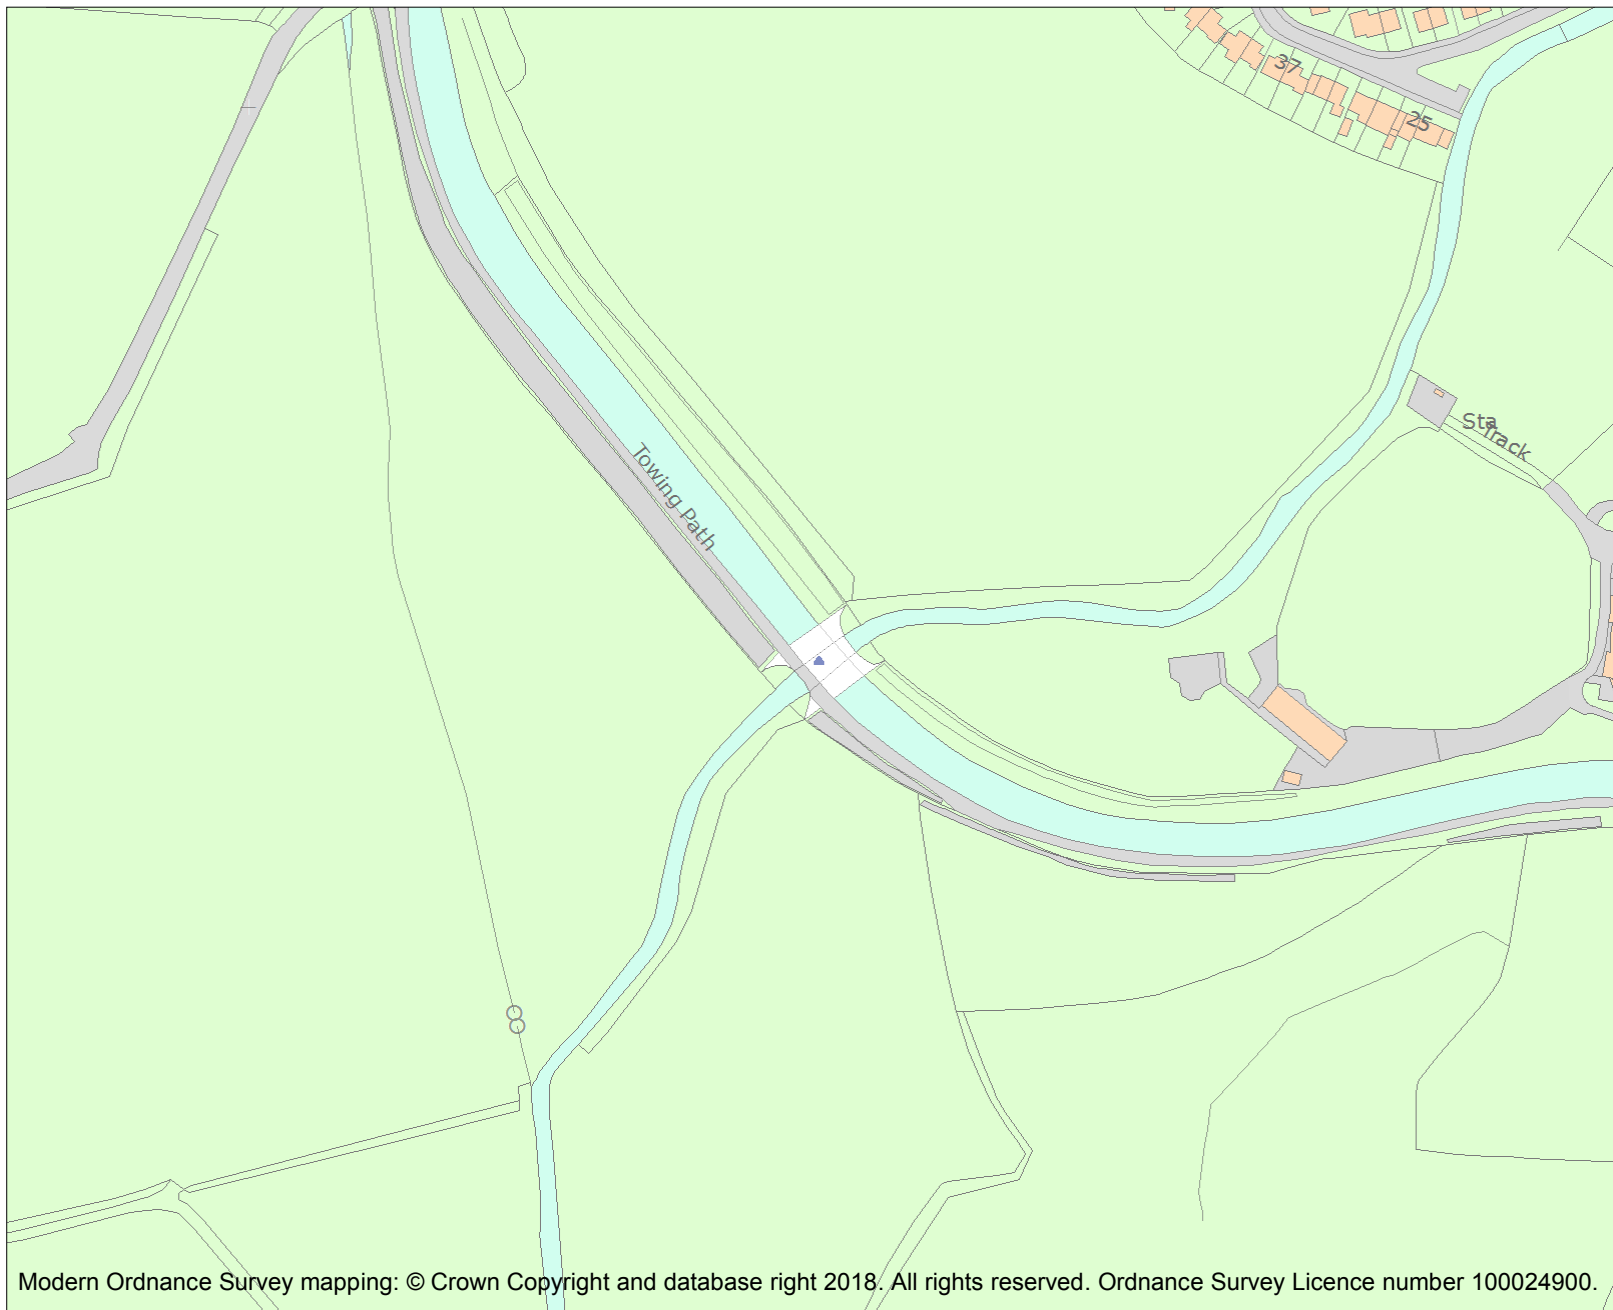 37
25
Sta
Track
Towing Path
Modern Ordnance Survey mapping: © Crown Copyright and database right 2018. All rights reserved. Ordnance Survey Licence number 100024900.